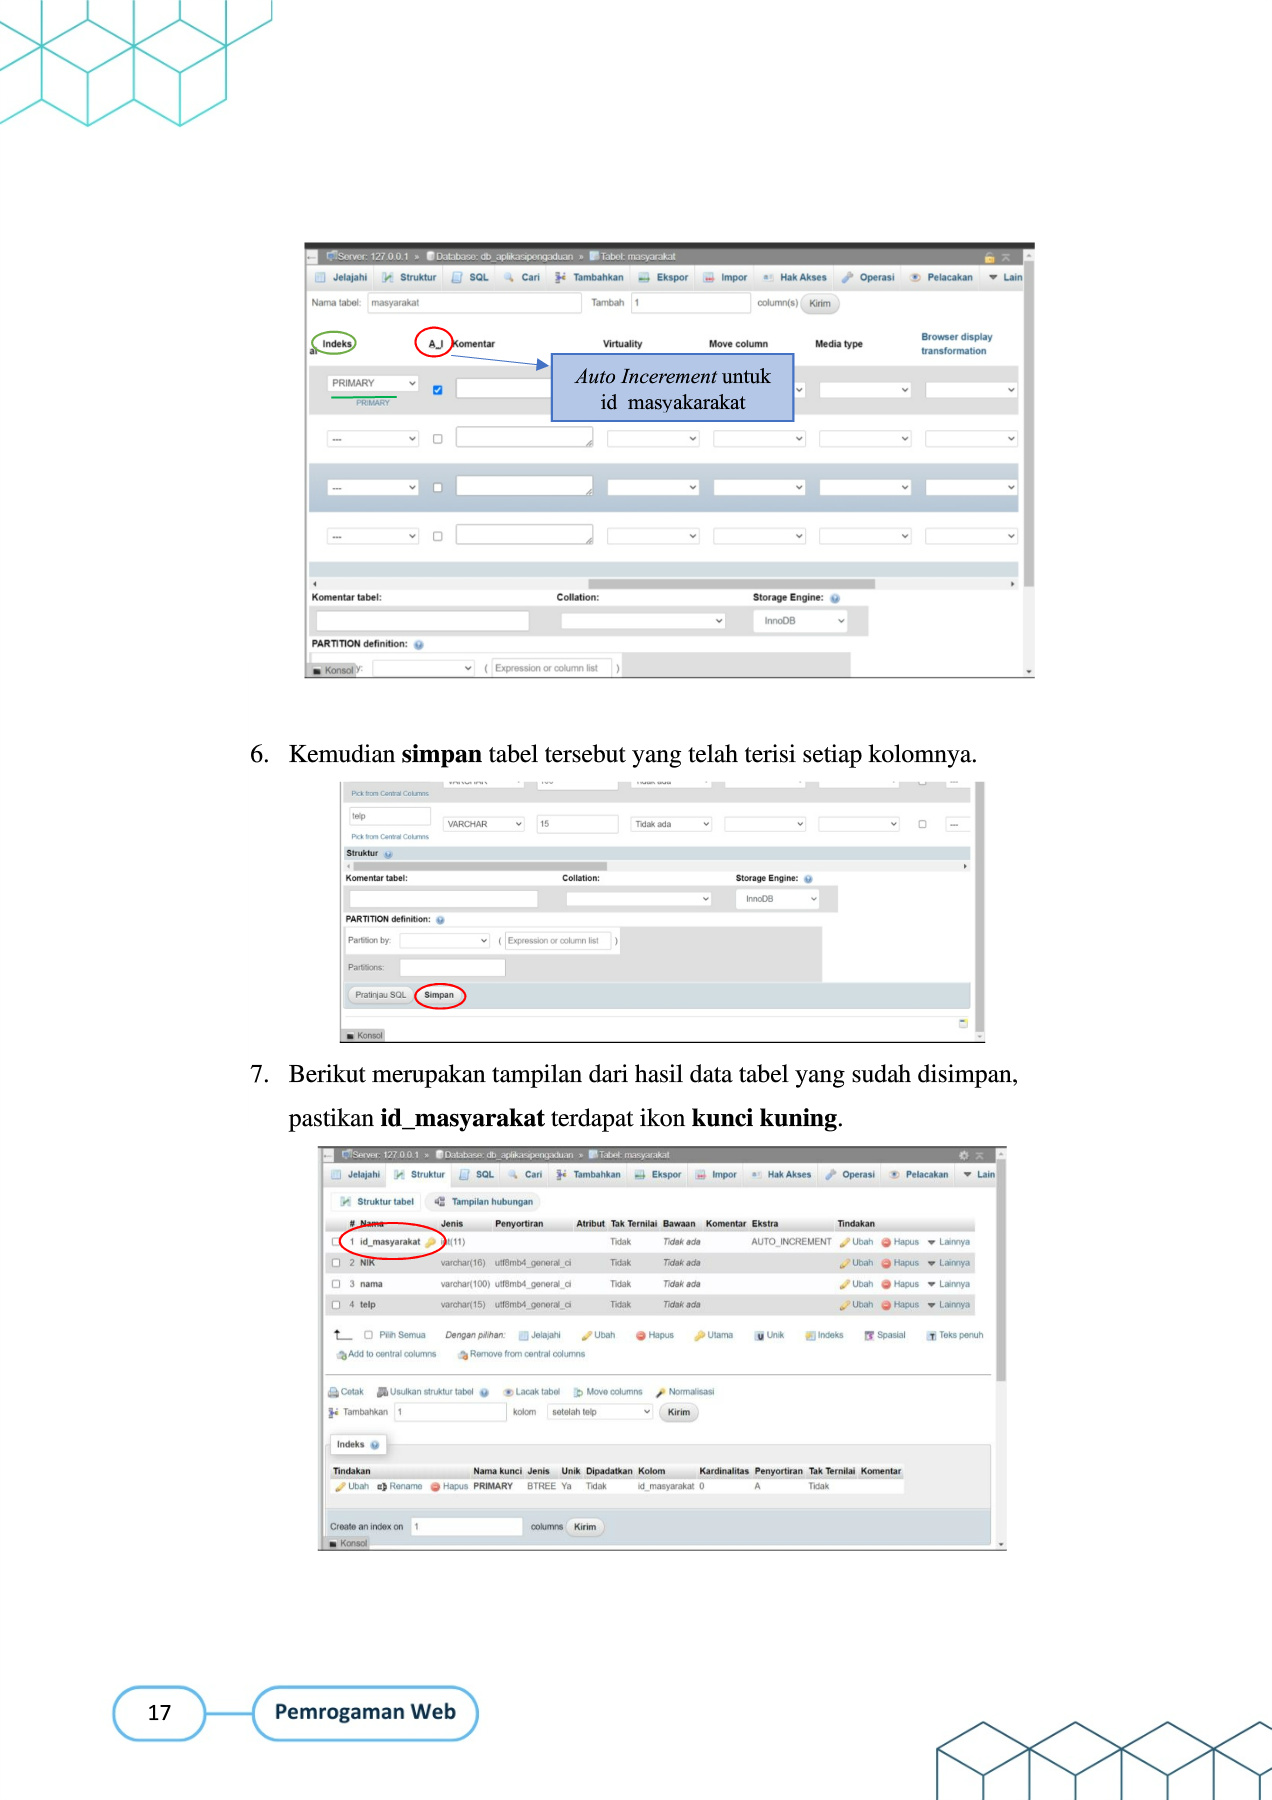 Server: 127.0.0.1 » Database: db_aplikasipengaduan » Tabel: masyarakat
Jelajahi Struktur SQL Cari Tambahkan Ekspor Impor Hak Akses Operasi Pelacakan Lain
Nama tabel: masyarakat Tambah 1 column(s) Kirim
Indeks A_I Komentar Virtuality Move column Media type Browser display transformation
Auto Incerement untuk
id masyakarakat
PRIMARY
PRIMARY
---
---
---
Komentar tabel: Collation: Storage Engine:
InnoDB
PARTITION definition:
Konsol y: ( Expression or column list )
6. Kemudian simpan tabel tersebut yang telah terisi setiap kolomnya.
Pick from Central Columns
telp VARCHAR 15 Tidak ada ---
Pick from Central Columns
Struktur
Komentar tabel: Collation: Storage Engine:
InnoDB
PARTITION definition:
Partition by: ( Expression or column list )
Partitions:
Pratinjau SQL Simpan
Konsol
7. Berikut merupakan tampilan dari hasil data tabel yang sudah disimpan,
pastikan id_masyarakat terdapat ikon kunci kuning.
Server: 127.0.0.1 » Database: db_aplikasipengaduan » Tabel: masyarakat
Jelajahi Struktur SQL Cari Tambahkan Ekspor Impor Hak Akses Operasi Pelacakan Lain
Struktur tabel Tampilan hubungan
# Nama Jenis Penyortiran Atribut Tak Ternilai Bawaan Komentar Ekstra Tindakan
1 id_masyarakat int(11) Tidak Tidak ada AUTO_INCREMENT Ubah Hapus Lainnya
2 NIK varchar(16) utf8mb4_general_ci Tidak Tidak ada Ubah Hapus Lainnya
3 nama varchar(100) utf8mb4_general_ci Tidak Tidak ada Ubah Hapus Lainnya
4 telp varchar(15) utf8mb4_general_ci Tidak Tidak ada Ubah Hapus Lainnya
Pilih Semua Dengan pilihan: Jelajahi Ubah Hapus Utama Unik Indeks Spasial Teks penuh
Add to central columns Remove from central columns
Cetak Usulkan struktur tabel Lacak tabel Move columns Normalisasi
Tambahkan 1 kolom setelah telp Kirim
Indeks
Tindakan Nama kunci Jenis Unik Dipadatkan Kolom Kardinalitas Penyortiran Tak Ternilai Komentar
Ubah Rename Hapus PRIMARY BTREE Ya Tidak id_masyarakat 0 A Tidak
Create an index on 1 columns Kirim
Konsol
17 Pemrogaman Web